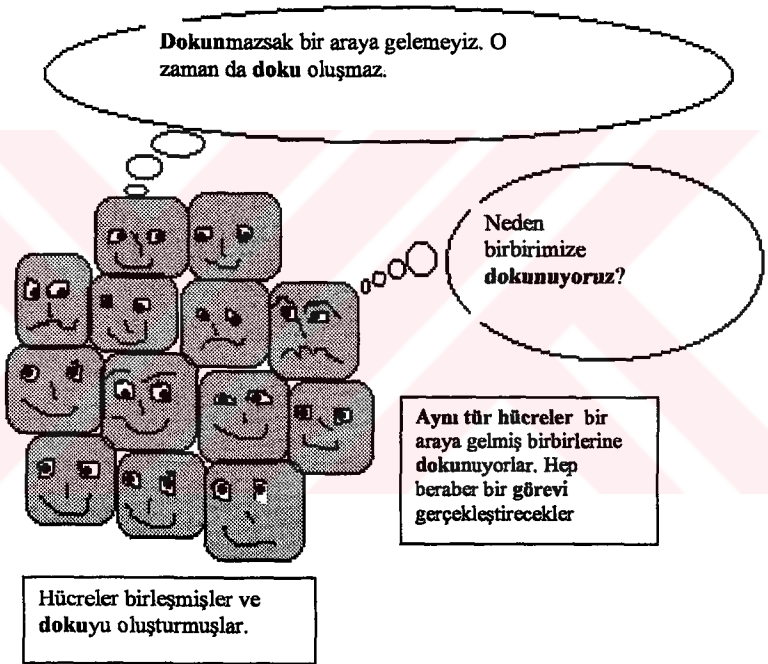 Dokunmazsak bir araya gelemeyiz. O
zaman da doku oluşmaz.
Neden
birbirimize
dokunuyoruz?
Aynı tür hücreler bir
araya gelmiş birbirlerine
dokunuyorlar. Hep
beraber bir görevi
gerçekleştirecekler
Hücreler birleşmişler ve
dokuyu oluşturmuşlar.